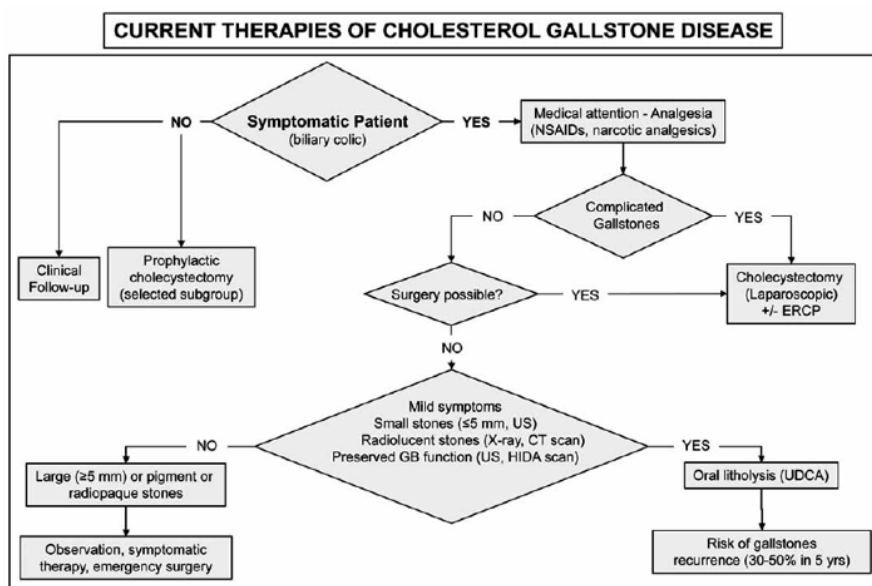 CURRENT THERAPIES OF CHOLESTEROL GALLSTONE DISEASE
Symptomatic Patient
(biliary colic)
NO
YES
Medical attention - Analgesia
(NSAIDs, narcotic analgesics)
Complicated
Gallstones
NO
YES
Clinical
Follow-up
Prophylactic
cholecystectomy
(selected subgroup)
Surgery possible?
YES
Cholecystectomy
(Laparoscopic)
+/- ERCP
NO
Mild symptoms
Small stones (≤5 mm, US)
Radiolucent stones (X-ray, CT scan)
Preserved GB function (US, HIDA scan)
NO
YES
Large (≥5 mm) or pigment or
radiopaque stones
Oral litholysis (UDCA)
Observation, symptomatic
therapy, emergency surgery
Risk of gallstones
recurrence (30-50% in 5 yrs)